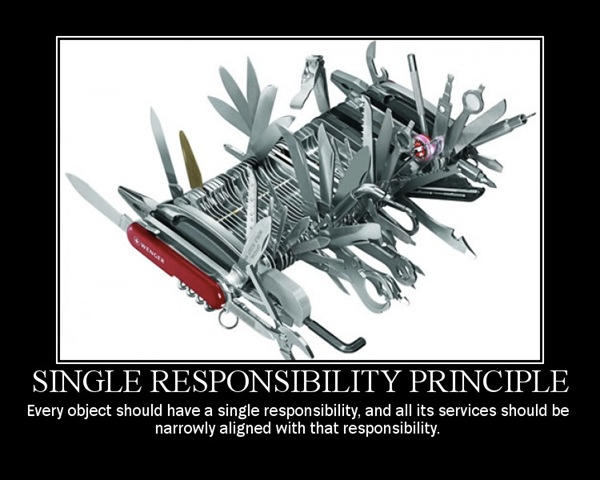 WENGER
SINGLE RESPONSIBILITY PRINCIPLE
Every object should have a single responsibility, and all its services should be
narrowly aligned with that responsibility.